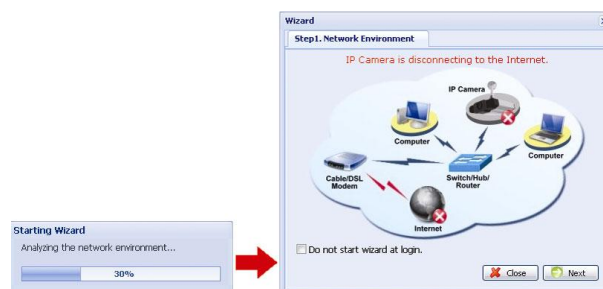 Wizard
Step1. Network Environment
IP Camera is disconnecting to the Internet.
IP Camera
Computer
Computer
Cable/DSL
Modem
Switch/Hub/
Router
Internet
Do not start wizard at login.
Close
Next
Starting Wizard
Analyzing the network environment...
30%